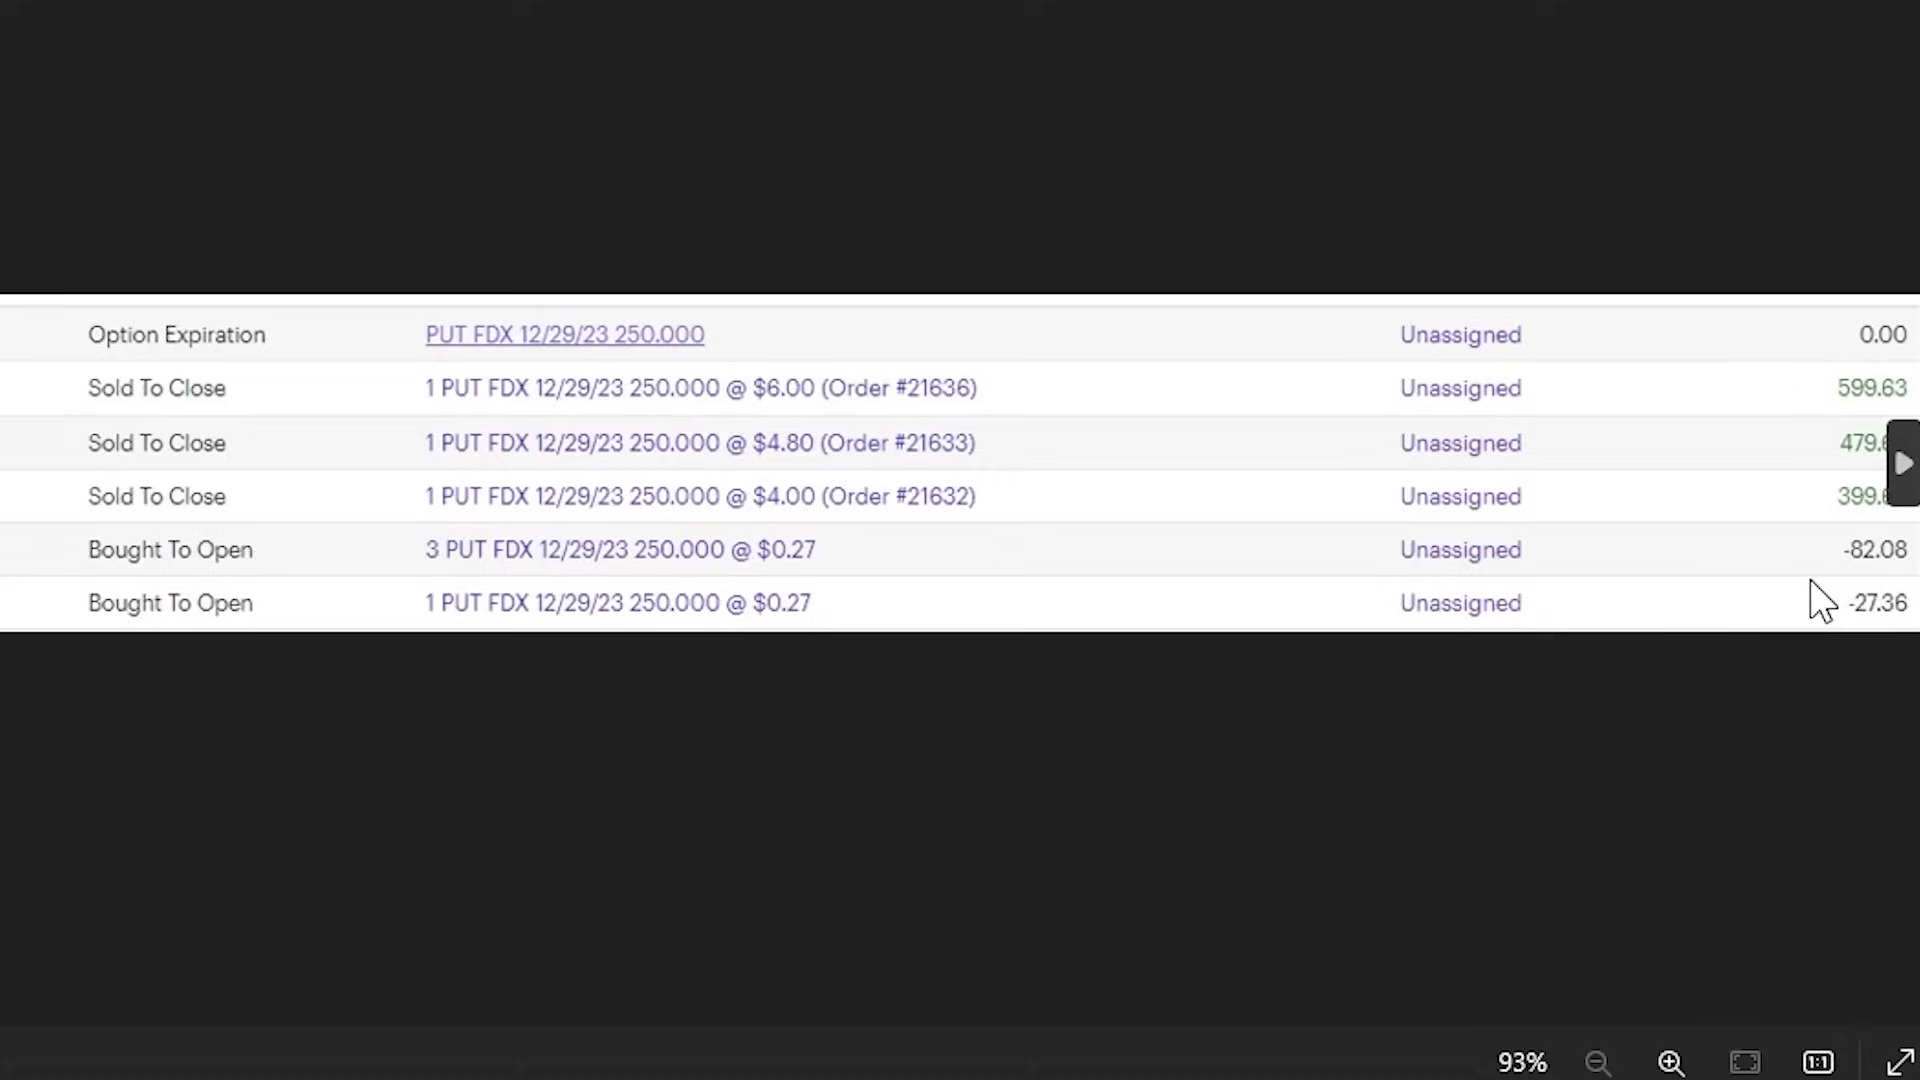 Option Expiration PUT FDX 12/29/23 250.000 Unassigned 0.00
Sold To Close 1 PUT FDX 12/29/23 250.000 @ $6.00 (Order #21636) Unassigned 599.63
Sold To Close 1 PUT FDX 12/29/23 250.000 @ $4.80 (Order #21633) Unassigned
Sold To Close 1 PUT FDX 12/29/23 250.000 @ $4.00 (Order #21632) Unassigned
Bought To Open 3 PUT FDX 12/29/23 250.000 @ $0.27 Unassigned -82.08
Bought To Open 1 PUT FDX 12/29/23 250.000 @ $0.27 Unassigned -27.36
93% 1:1